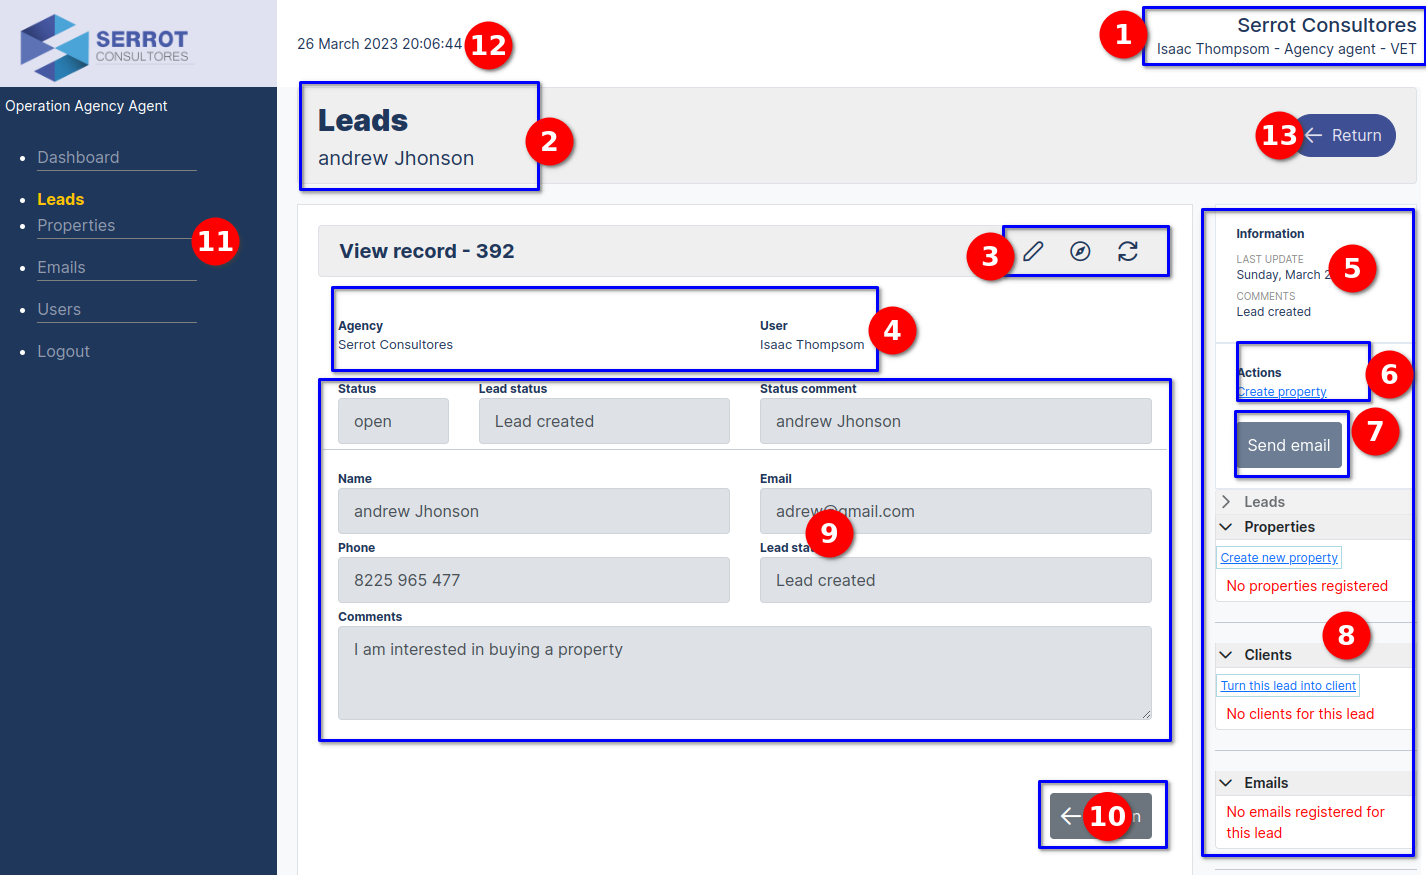 SERROT
CONSULTORES
26 March 2023 20:06:44
12
1
Serrot Consultores
Isaac Thompsom - Agency agent - VET
Operation Agency Agent
Dashboard
Leads
Properties
11
Emails
Users
Logout
Leads
andrew Jhonson
2
13
Return
View record - 392
3
Agency
Serrot Consultores
User
Isaac Thompsom
4
Status
open
Lead status
Lead created
Status comment
andrew Jhonson
Name
andrew Jhonson
Email
adrew@gmail.com
9
Phone
8225 965 477
Lead
Lead created
Comments
I am interested in buying a property
10
Information
LAST UPDATE
Sunday, March
5
COMMENTS
Lead created
Actions
Create property
6
Send email
7
Leads
Properties
Create new property
No properties registered
8
Clients
Turn this lead into client
No clients for this lead
Emails
No emails registered for
this lead